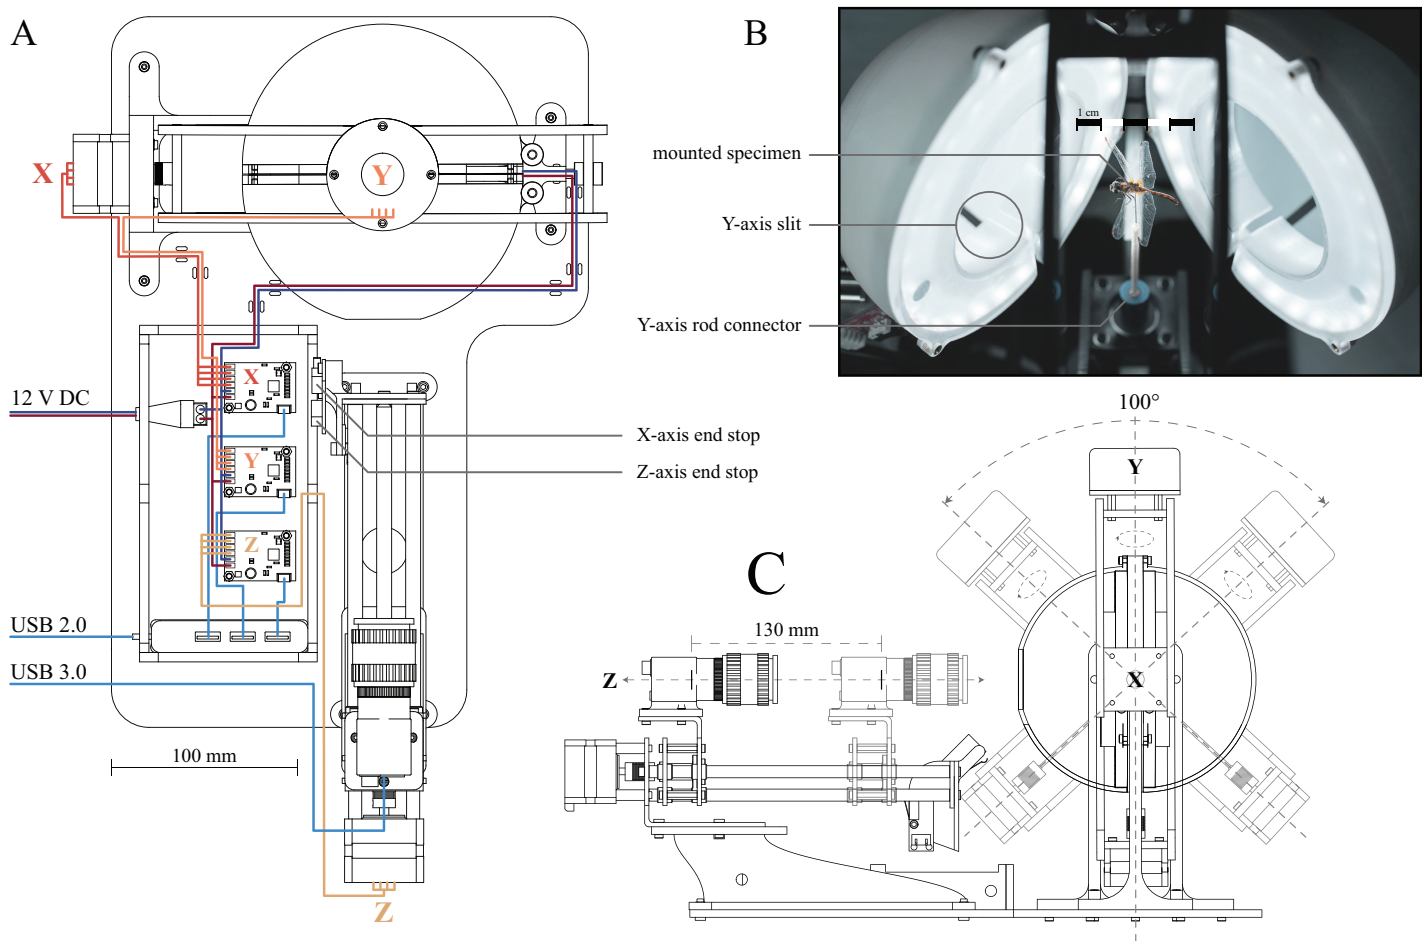 A
X
Y
12 V DC
X
Y
Z
USB 2.0
USB 3.0
100 mm
Z
X-axis end stop
Z-axis end stop
B
1 cm
mounted specimen
Y-axis slit
Y-axis rod connector
C
100°
Y
X
130 mm
Z